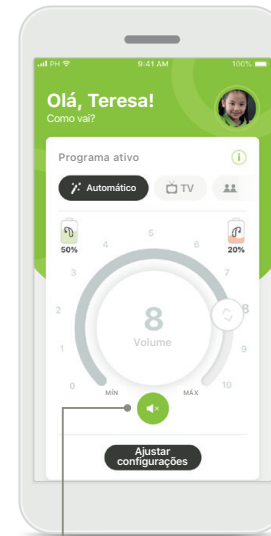 PH 9:41 AM 100%
Olá, Teresa!
Como vai?
Programa ativo i
Automático TV
50% 20%
5
4 6
3 7
2 8
1 9
0 10
8
Volume
MÍN MÁX
Ajustar
configurações